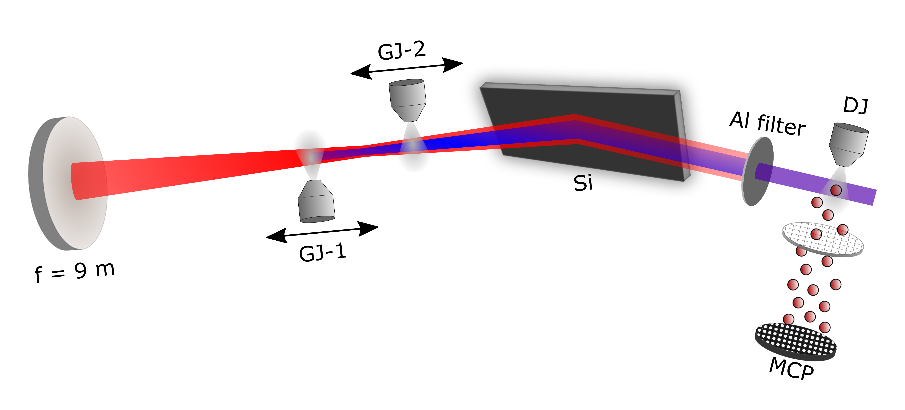 GJ-2
DJ
Al filter
Si
GJ-1
f = 9 m
MCP